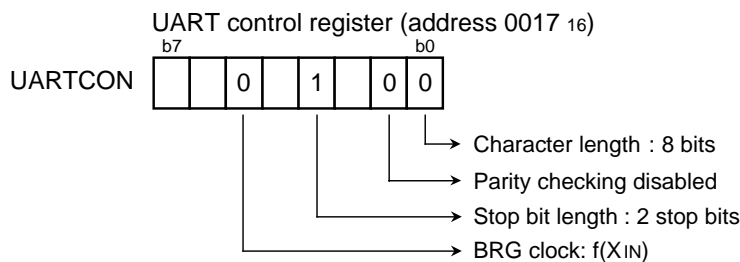 UART control register (address 0017 16)
b7 b0
UARTCON 0 1 0 0
Character length : 8 bits
Parity checking disabled
Stop bit length : 2 stop bits
BRG clock: f(XIN)